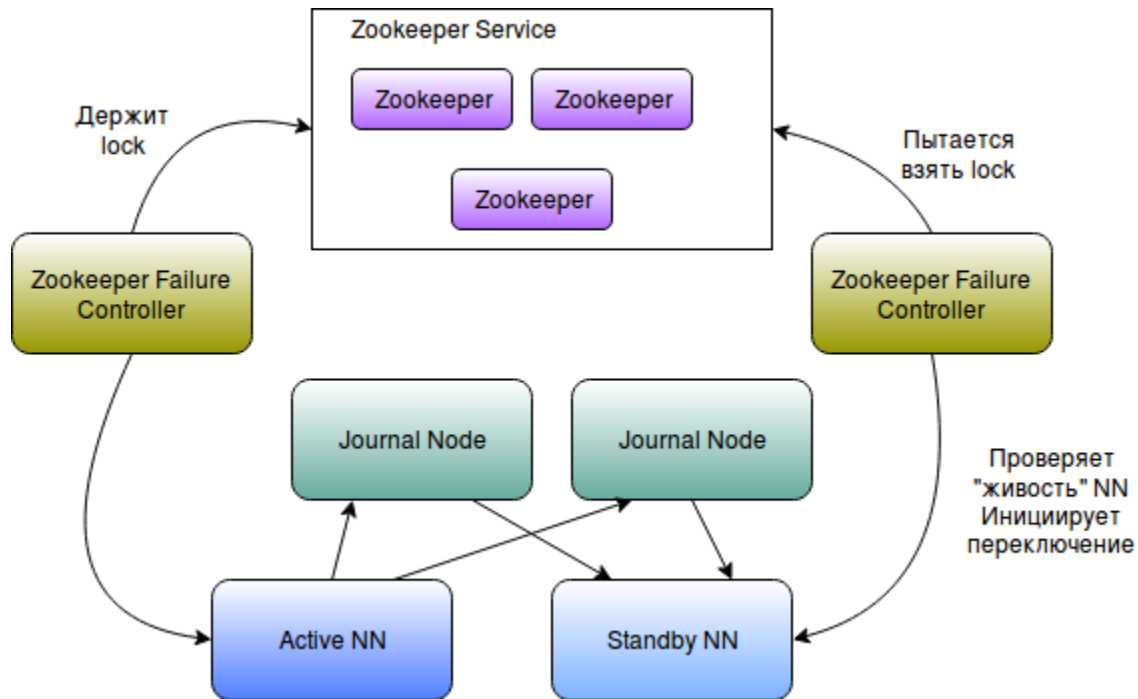 Zookeeper Service
Zookeeper
Zookeeper
Zookeeper
Держит
lock
Пытается
взять lock
Zookeeper Failure
Controller
Zookeeper Failure
Controller
Journal Node
Journal Node
Проверяет
"живость" NN
Инициирует
переключение
Active NN
Standby NN